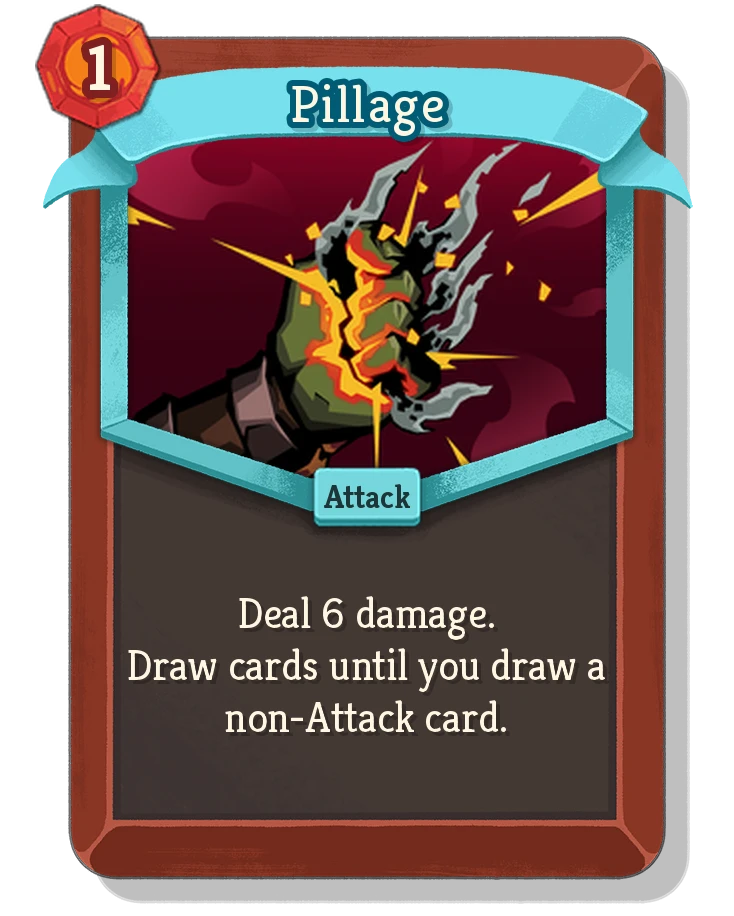 1
Pillage
Attack
Deal 6 damage.
Draw cards until you draw a
non-Attack card.